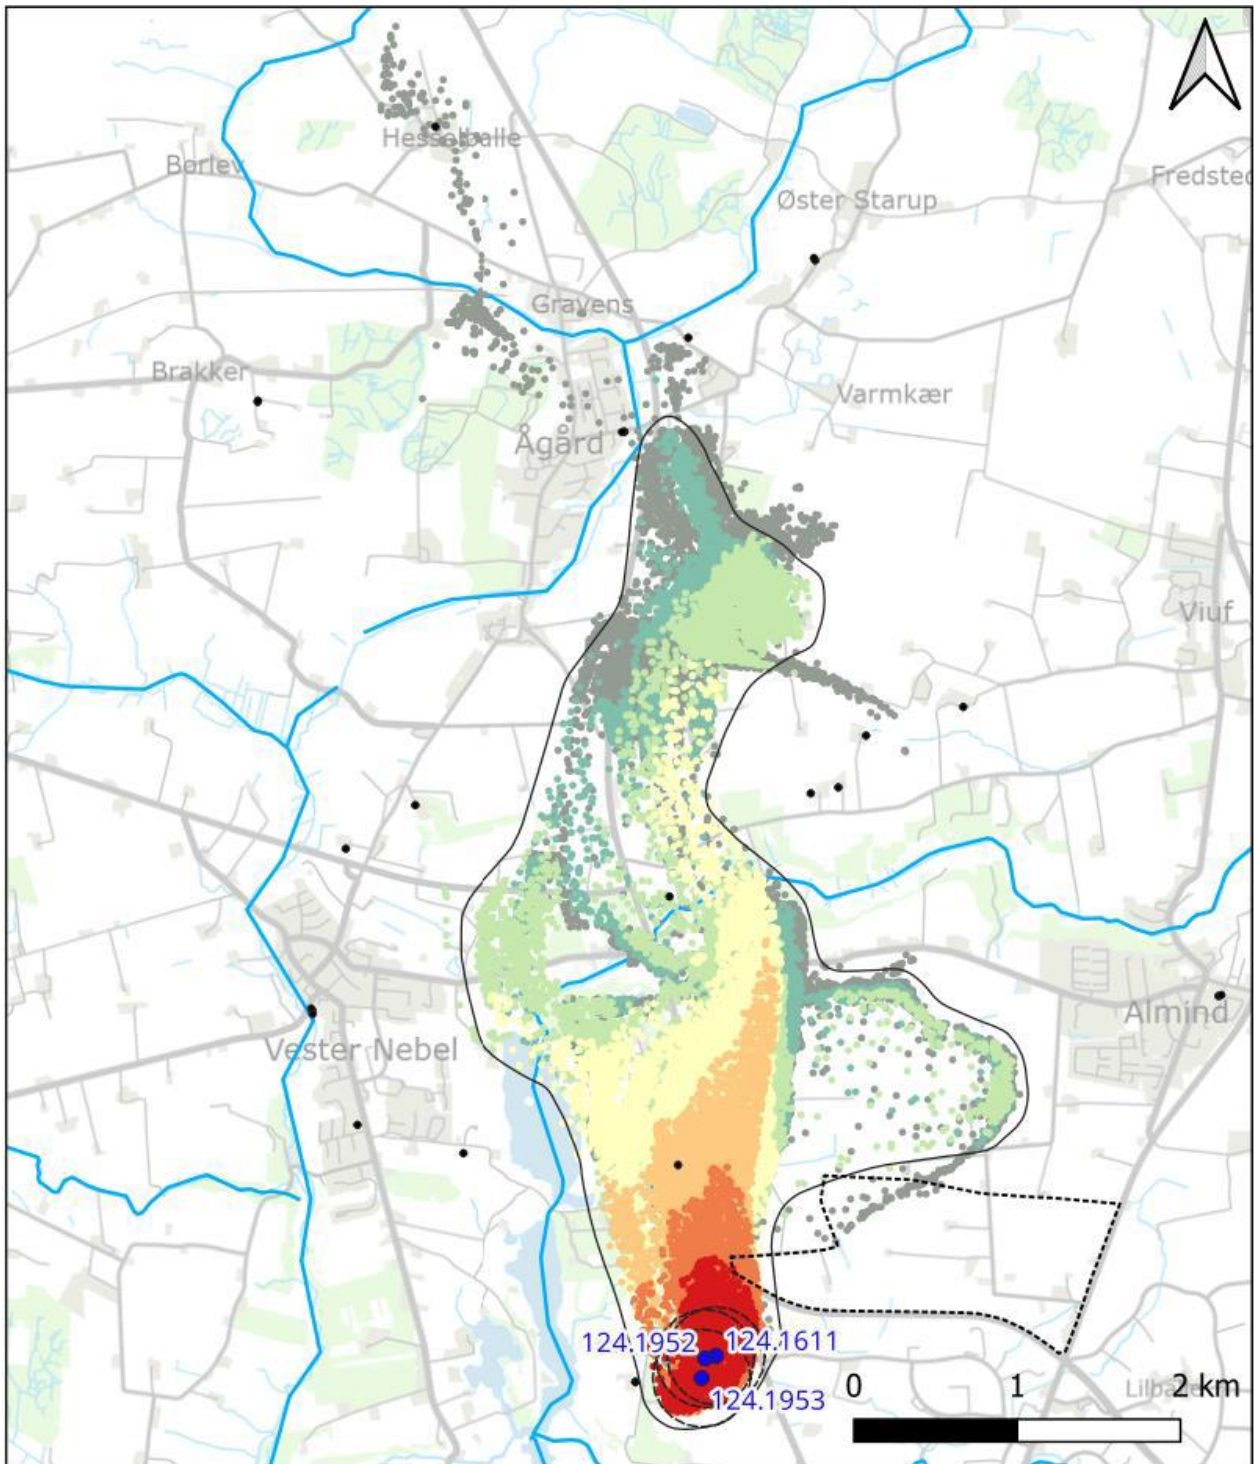 Hesselballe
Borlev
Fredsted
Øster Starup
Gravens
Brakker
Varmkær
Ågård
Viuf
Almind
Vester Nebel
124.1952
124.1611
124.1953
0 1 2 km